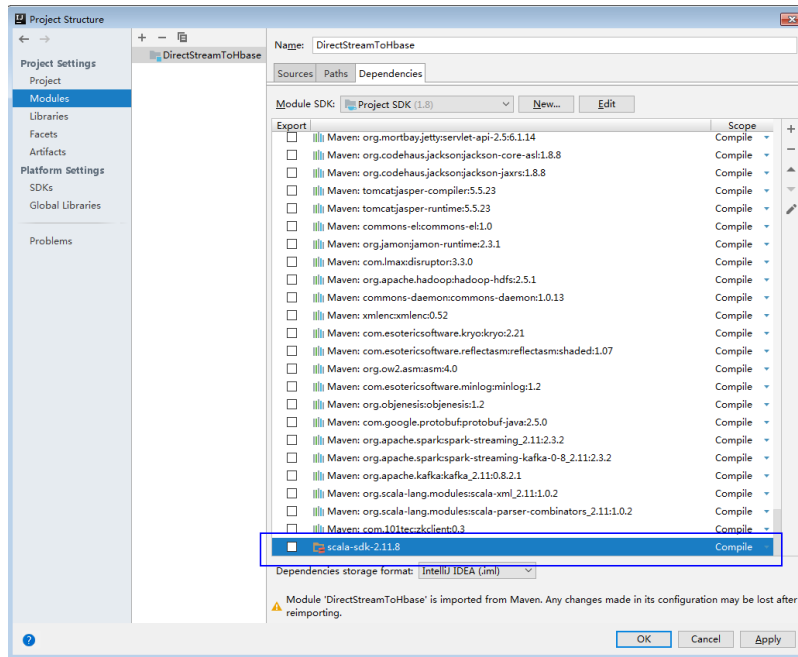 Project Structure
Project Settings
Project
Modules
Libraries
Facets
Artifacts
Platform Settings
SDKs
Global Libraries
Problems
DirectStreamToHbase
Name: DirectStreamToHbase
Sources Paths Dependencies
Module SDK: Project SDK (1.8) New... Edit
Export Scope
Maven: org.mortbay.jetty:servlet-api-2.5:6.1.14 Compile
Maven: org.codehaus.jackson:jackson-core-asl:1.8.8 Compile
Maven: org.codehaus.jackson:jackson-jaxrs:1.8.8 Compile
Maven: tomcat:jasper-compiler:5.5.23 Compile
Maven: tomcat:jasper-runtime:5.5.23 Compile
Maven: commons-el:commons-el:1.0 Compile
Maven: org.jamon:jamon-runtime:2.3.1 Compile
Maven: com.lmax:disruptor:3.3.0 Compile
Maven: org.apache.hadoop:hadoop-hdfs:2.5.1 Compile
Maven: commons-daemon:commons-daemon:1.0.13 Compile
Maven: xmlenc:xmlenc:0.52 Compile
Maven: com.esotericsoftware.kryo:kryo:2.21 Compile
Maven: com.esotericsoftware.reflectasm:reflectasm:shaded:1.07 Compile
Maven: org.ow2.asm:asm:4.0 Compile
Maven: com.esotericsoftware.minlog:minlog:1.2 Compile
Maven: org.objenesis:objenesis:1.2 Compile
Maven: com.google.protobuf:protobuf-java:2.5.0 Compile
Maven: org.apache.spark:spark-streaming_2.11:2.3.2 Compile
Maven: org.apache.spark:spark-streaming-kafka-0-8_2.11:2.3.2 Compile
Maven: org.apache.kafka:kafka_2.11:0.8.2.1 Compile
Maven: org.scala-lang.modules:scala-xml_2.11:1.0.2 Compile
Maven: org.scala-lang.modules:scala-parser-combinators_2.11:1.0.2 Compile
Maven: com.101tec:zkclient:0.3 Compile
scala-sdk-2.11.8 Compile
Dependencies storage format: IntelliJ IDEA (.iml)
Module 'DirectStreamToHbase' is imported from Maven. Any changes made in its configuration may be lost after
reimporting.
OK Cancel Apply